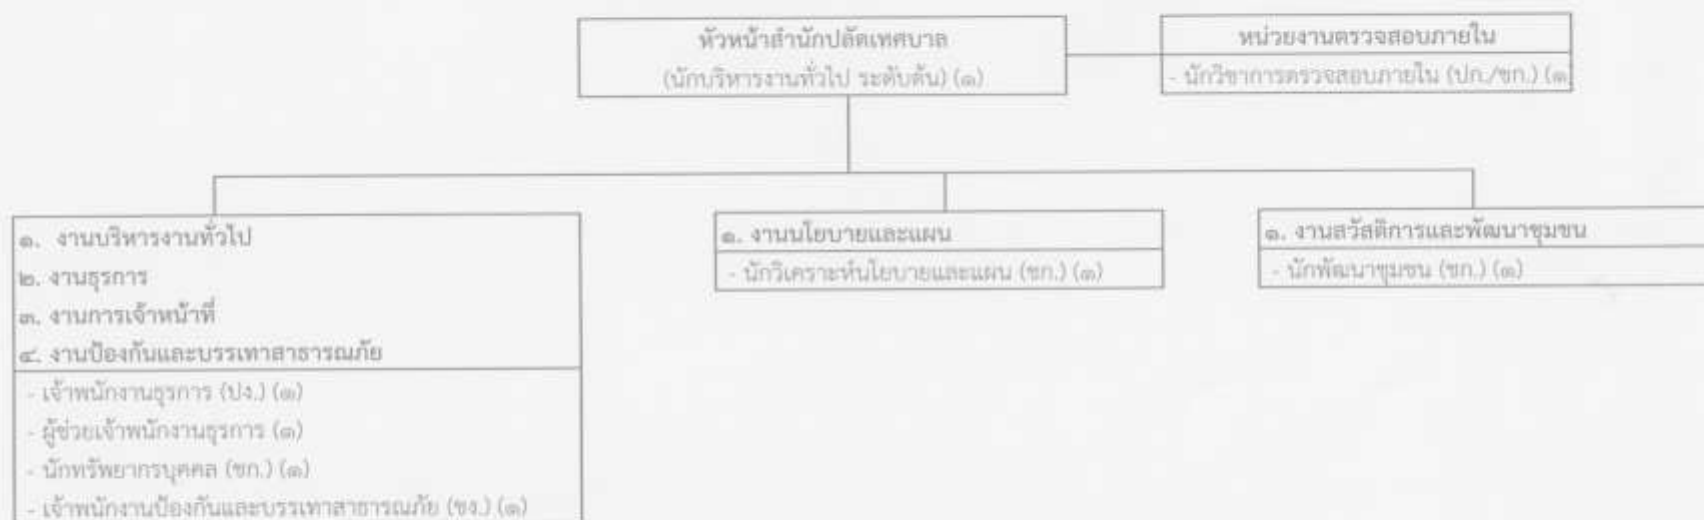 หัวหน้าสำนักปลัดเทศบาล
(นักบริหารงานทั่วไป ระดับต้น) (๑)
หน่วยงานตรวจสอบภายใน
- นักวิชาการตรวจสอบภายใน (ปก./ชก.) (๑
๑. งานบริหารงานทั่วไป
๒. งานธุรการ
๓. งานการเจ้าหน้าที่
๔. งานป้องกันและบรรเทาสาธารณภัย
- เจ้าพนักงานธุรการ (ปง.) (๑)
- ผู้ช่วยเจ้าพนักงานธุรการ (๑)
- นักทรัพยากรบุคคล (ชก.) (๑)
- เจ้าพนักงานป้องกันและบรรเทาสาธารณภัย (ชง.) (๑)
๑. งานนโยบายและแผน
- นักวิเคราะห์นโยบายและแผน (ชก.) (๑)
๑. งานสวัสดิการและพัฒนาชุมชน
- นักพัฒนาชุมชน (ชก.) (๑)